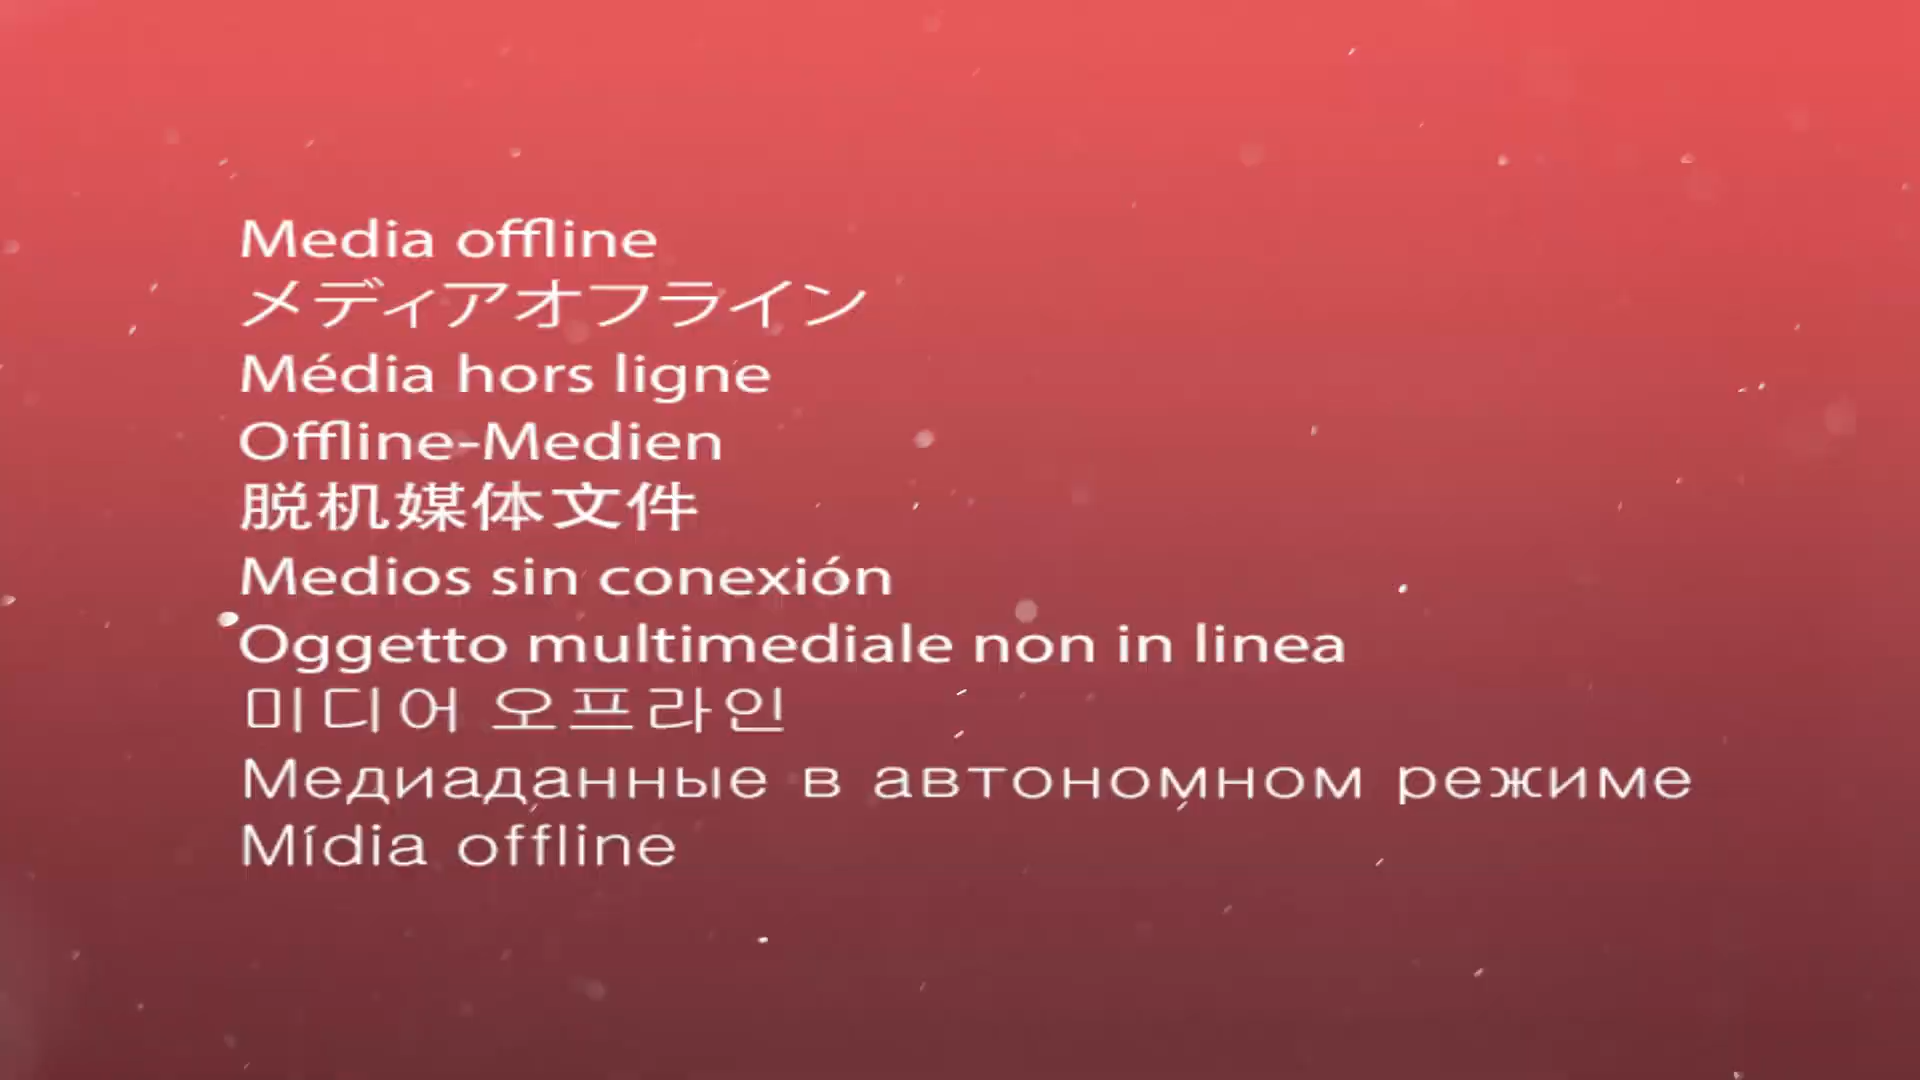 Media offline
メディアオフライン
Média hors ligne
Offline-Medien
脱机媒体文件
Medios sin conexión
Oggetto multimediale non in linea
미디어 오프라인
Медиаданные в автономном режиме
Mídia offline